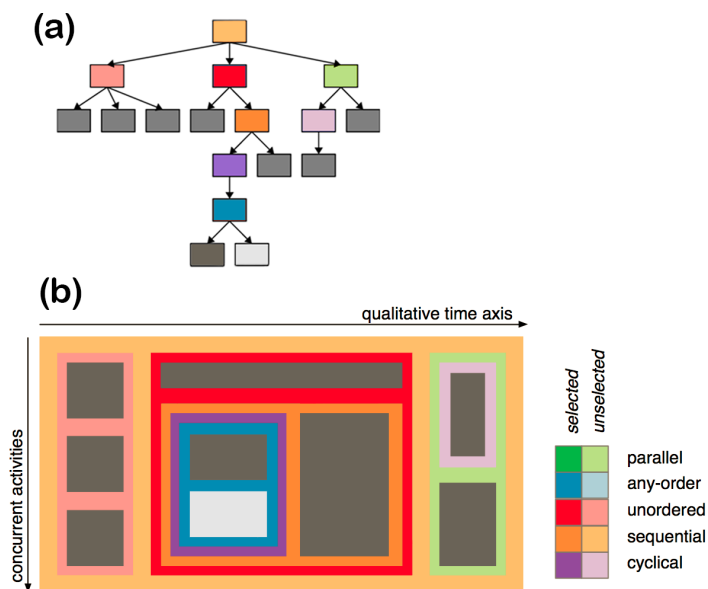 (a)
(b)
qualitative time axis
concurrent activities
selected
unselected
parallel
any-order
unordered
sequential
cyclical